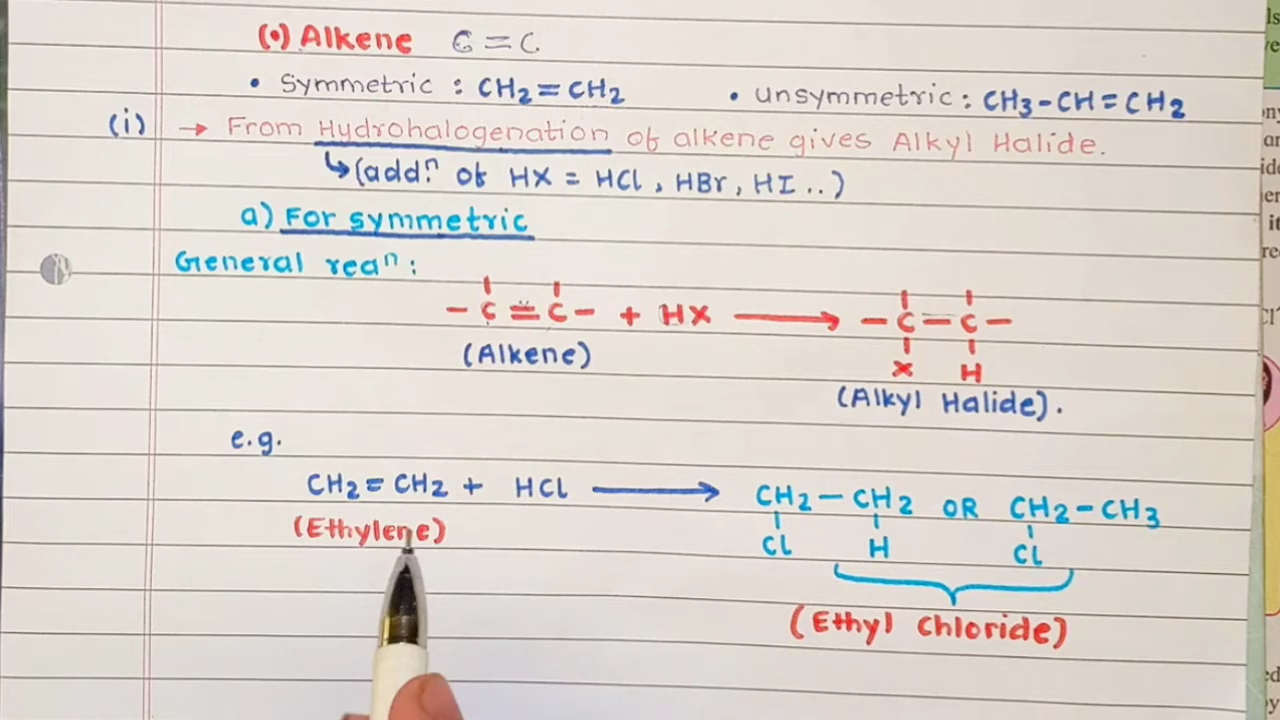 (•) Alkene C=C
• Symmetric : CH2=CH2 • unsymmetric : CH3-CH=CH2
(i) → From Hydrohalogenation of alkene gives Alkyl Halide.
↳(addⁿ of HX = HCl, HBr, HI..)
a) For symmetric
General reaⁿ :
-C=C- + HX ⟶ -C-C-
X H
(Alkene)
(Alkyl Halide).
e.g.
CH2=CH2 + HCl ⟶ CH2-CH2 OR CH2-CH3
(Ethylene)
Cl H Cl
(Ethyl chloride)